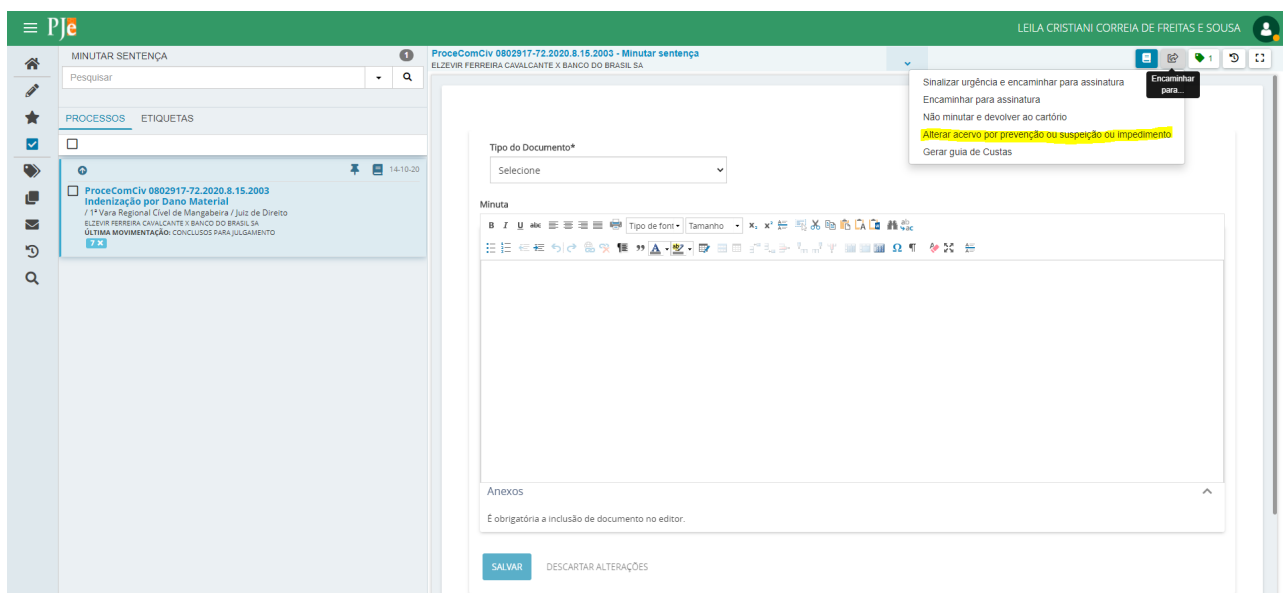 PJe
LEILA CRISTIANI CORREIA DE FREITAS E SOUSA
MINUTAR SENTENÇA
1
Pesquisar
PROCESSOS ETIQUETAS
14-10-20
ProceComCiv 0802917-72.2020.8.15.2003
Indenização por Dano Material
/ 1ª Vara Regional Cível de Mangabeira / Juiz de Direito
ELZEVIR FERREIRA CAVALCANTE X BANCO DO BRASIL SA
ÚLTIMA MOVIMENTAÇÃO: CONCLUSOS PARA JULGAMENTO
7 X
ProceComCiv 0802917-72.2020.8.15.2003 - Minutar sentença
ELZEVIR FERREIRA CAVALCANTE X BANCO DO BRASIL SA
1
Encaminhar
para...
Sinalizar urgência e encaminhar para assinatura
Encaminhar para assinatura
Não minutar e devolver ao cartório
Alterar acervo por prevenção ou suspeição ou impedimento
Gerar guia de Custas
Tipo do Documento*
Selecione
Minuta
B I U abc Tipo de font Tamanho x₂ x²
A Ω ¶
Anexos
É obrigatória a inclusão de documento no editor.
SALVAR DESCARTAR ALTERAÇÕES